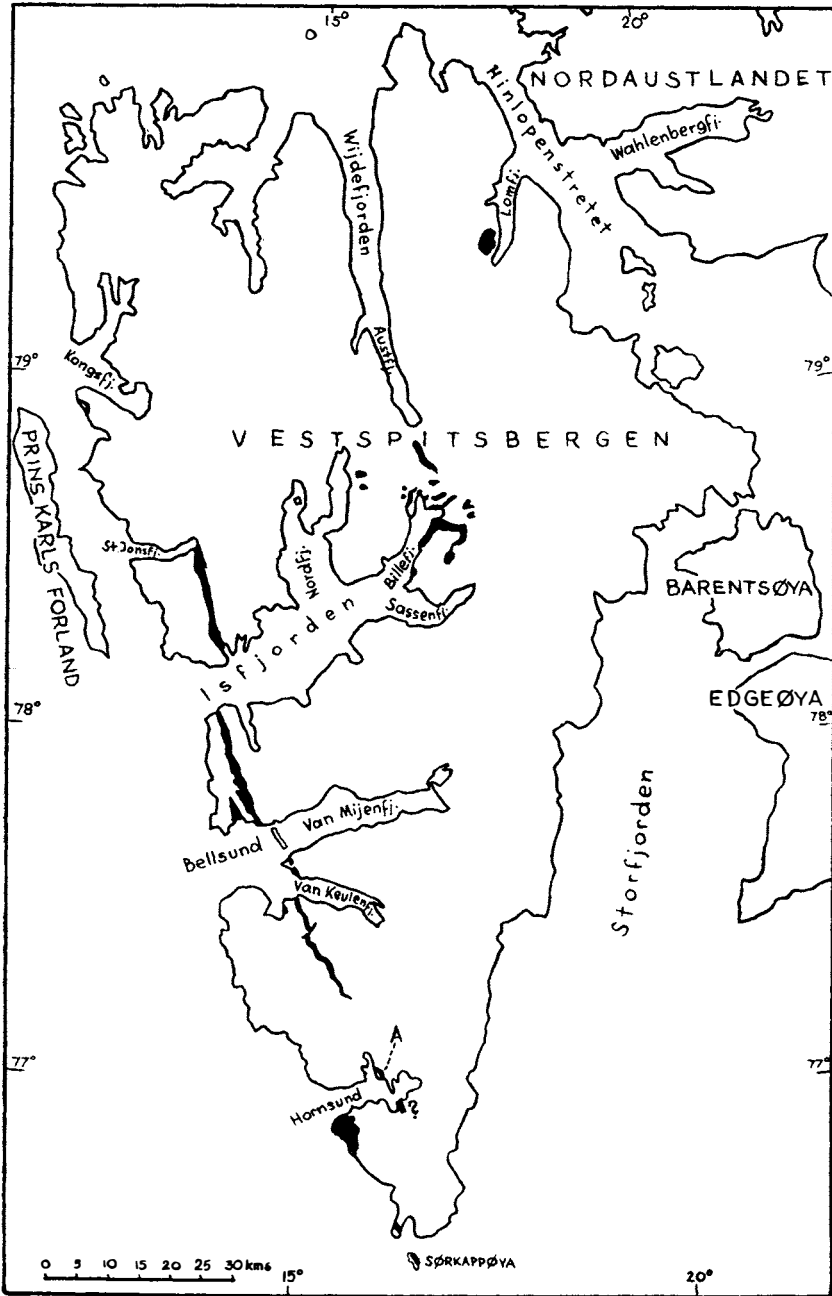 15°
20°
NORDAUSTLANDET
Hinlopenstretet
Wahlenbergfj.
Wijdefjorden
Lomfj.
Austfj.
79°
79°
Kongsfj.
VESTSPITSBERGEN
PRINS KARLS FORLAND
St Jonsfj.
Nordfj.
Billefj.
Sassenfj.
BARENTSØYA
Isfjorden
EDGEØYA
78°
78°
Van Mijenfj.
Bellsund
Storfjorden
Van Keulenfj.
A
77°
77°
Hornsund
?
SØRKAPPØYA
0 5 10 15 20 25 30 kms
15°
20°